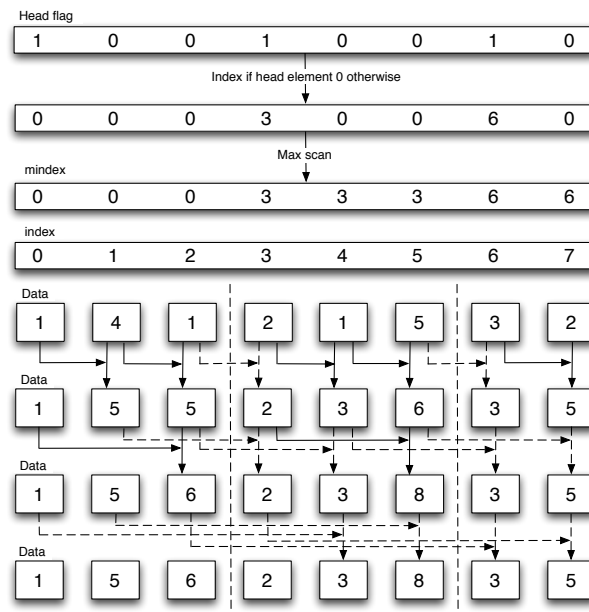 Head flag
1 0 0 1 0 0 1 0
Index if head element 0 otherwise
0 0 0 3 0 0 6 0
Max scan
mindex
0 0 0 3 3 3 6 6
index
0 1 2 3 4 5 6 7
Data
1 4 1 2 1 5 3 2
Data
1 5 5 2 3 6 3 5
Data
1 5 6 2 3 8 3 5
Data
1 5 6 2 3 8 3 5